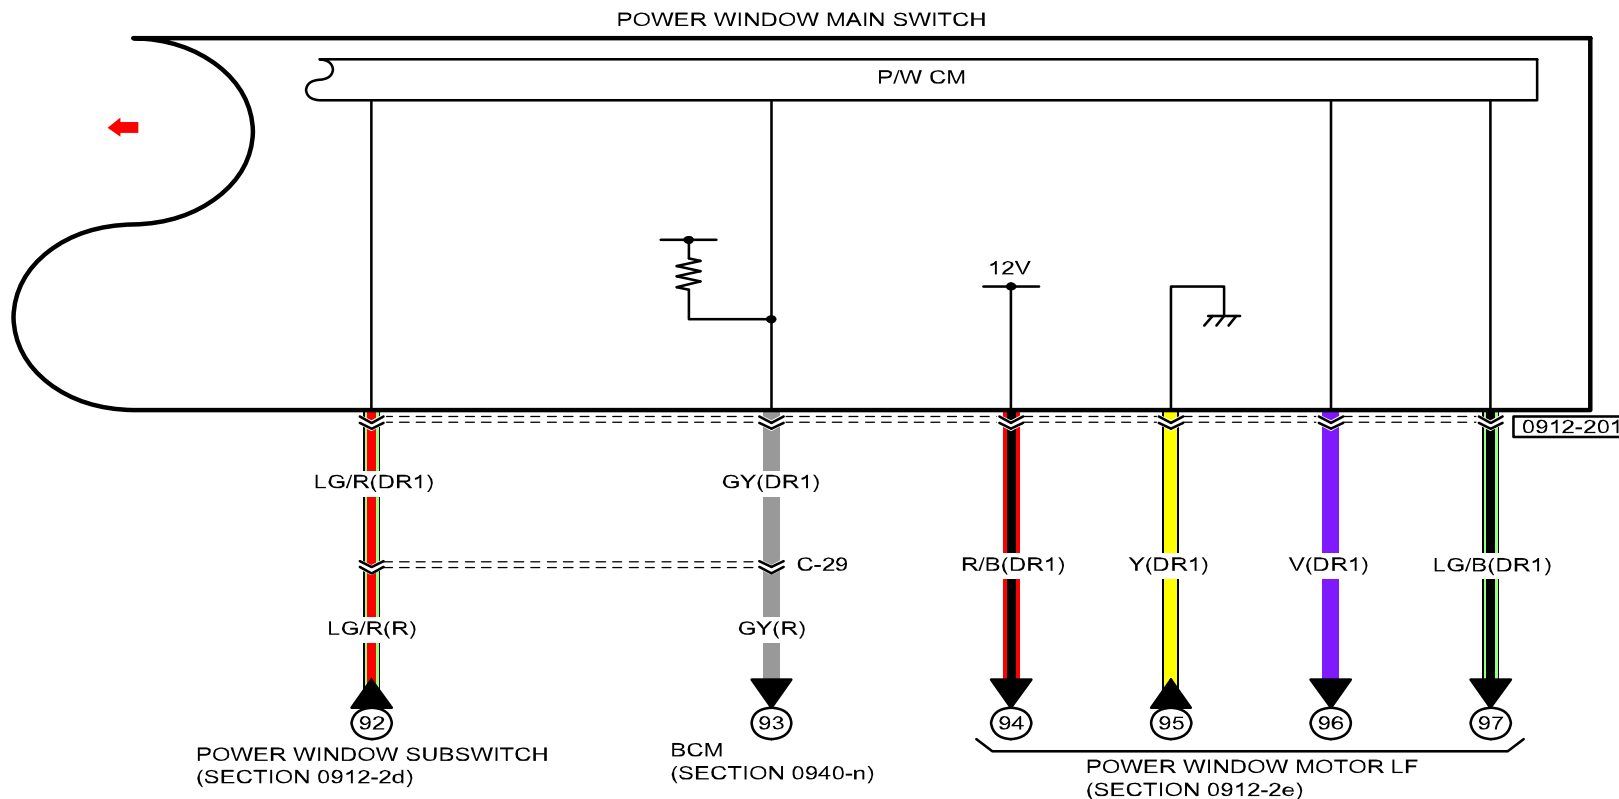 POWER WINDOW MAIN SWITCH
P/W CM
12V
0912-201
LG/R(DR1)
GY(DR1)
C-29
R/B(DR1)
Y(DR1)
V(DR1)
LG/B(DR1)
LG/R(R)
GY(R)
92
93
94
95
96
97
POWER WINDOW SUBSWITCH
(SECTION 0912-2d)
BCM
(SECTION 0940-n)
POWER WINDOW MOTOR LF
(SECTION 0912-2e)